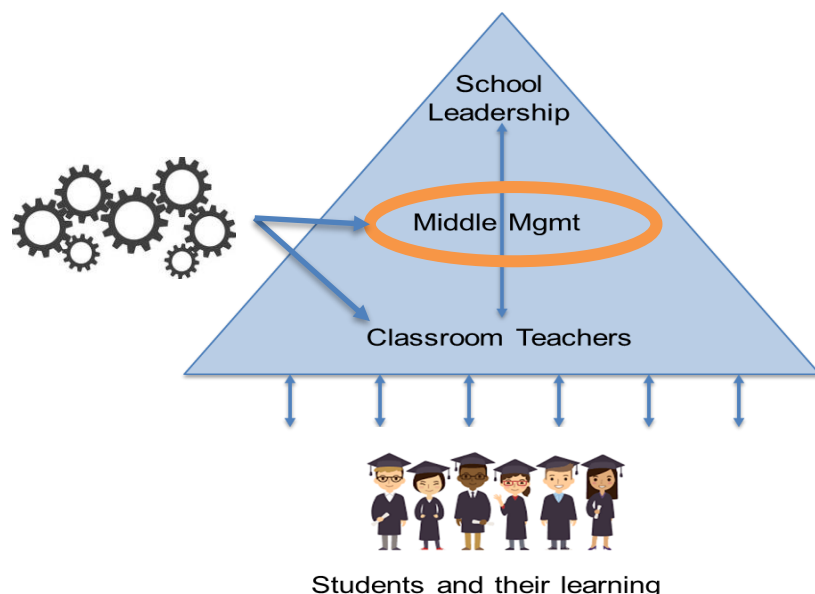 School
Leadership
Middle Mgmt
Classroom Teachers
Students and their learning